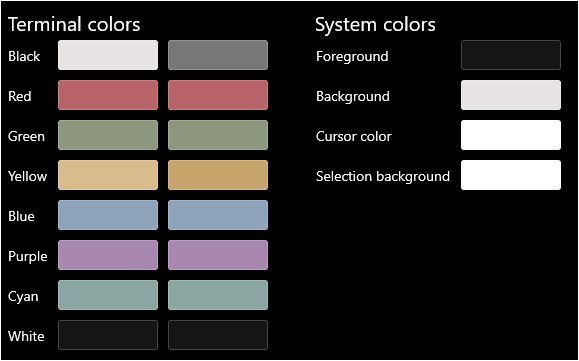 Terminal colors
Black
Red
Green
Yellow
Blue
Purple
Cyan
White
System colors
Foreground
Background
Cursor color
Selection background